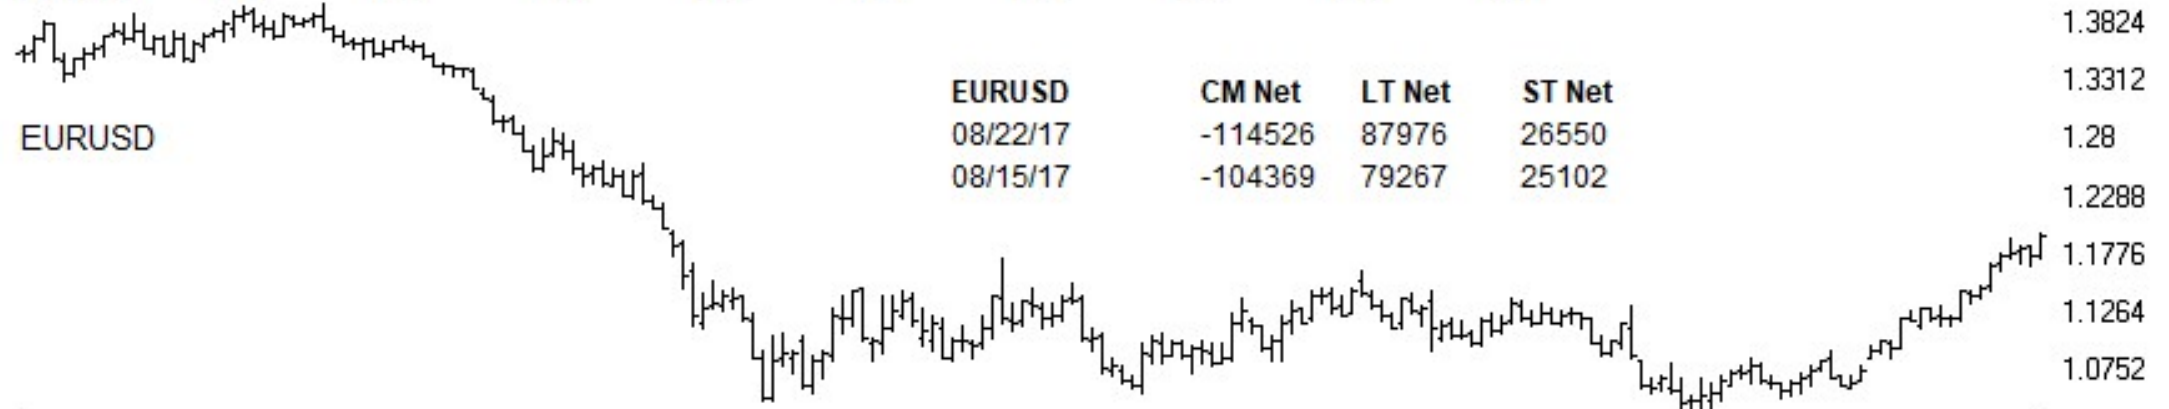 1.3824
1.3312
EURUSD CM Net LT Net ST Net
EURUSD
08/22/17 -114526 87976 26550
1.28
08/15/17 -104369 79267 25102
1.2288
1.1776
1.1264
1.0752